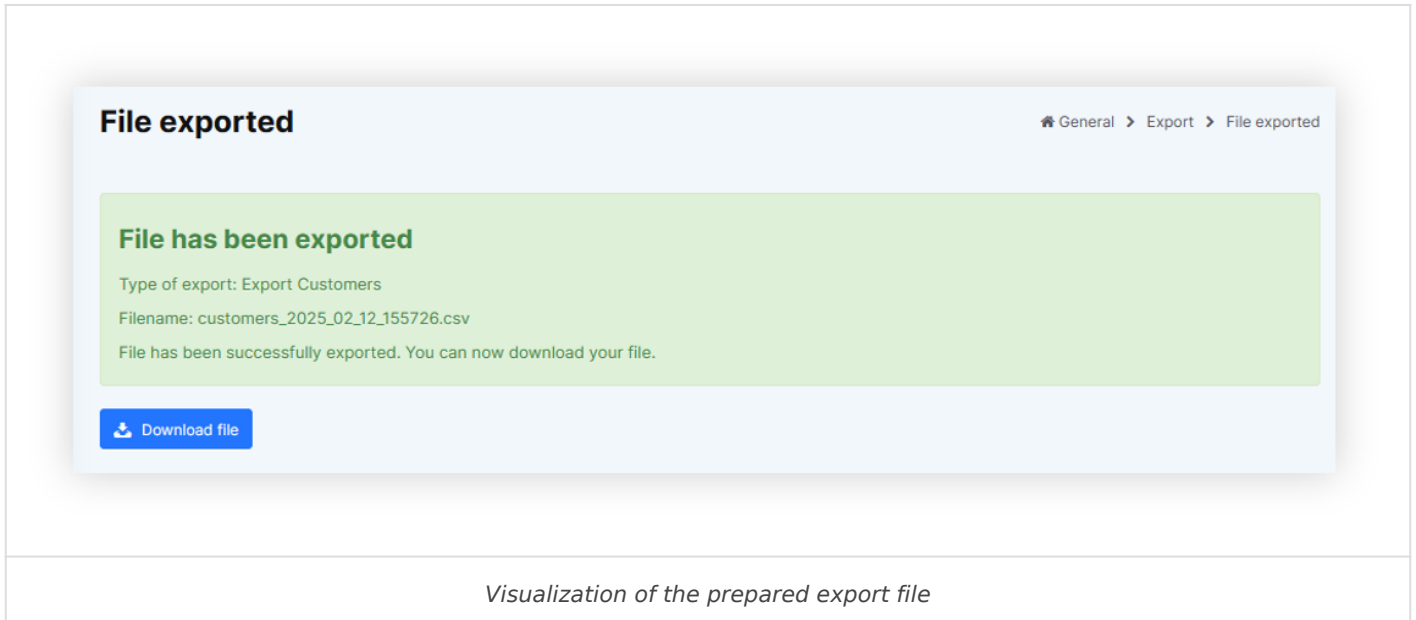 File exported
General > Export > File exported
File has been exported
Type of export: Export Customers
Filename: customers_2025_02_12_155726.csv
File has been successfully exported. You can now download your file.
Download file
Visualization of the prepared export file